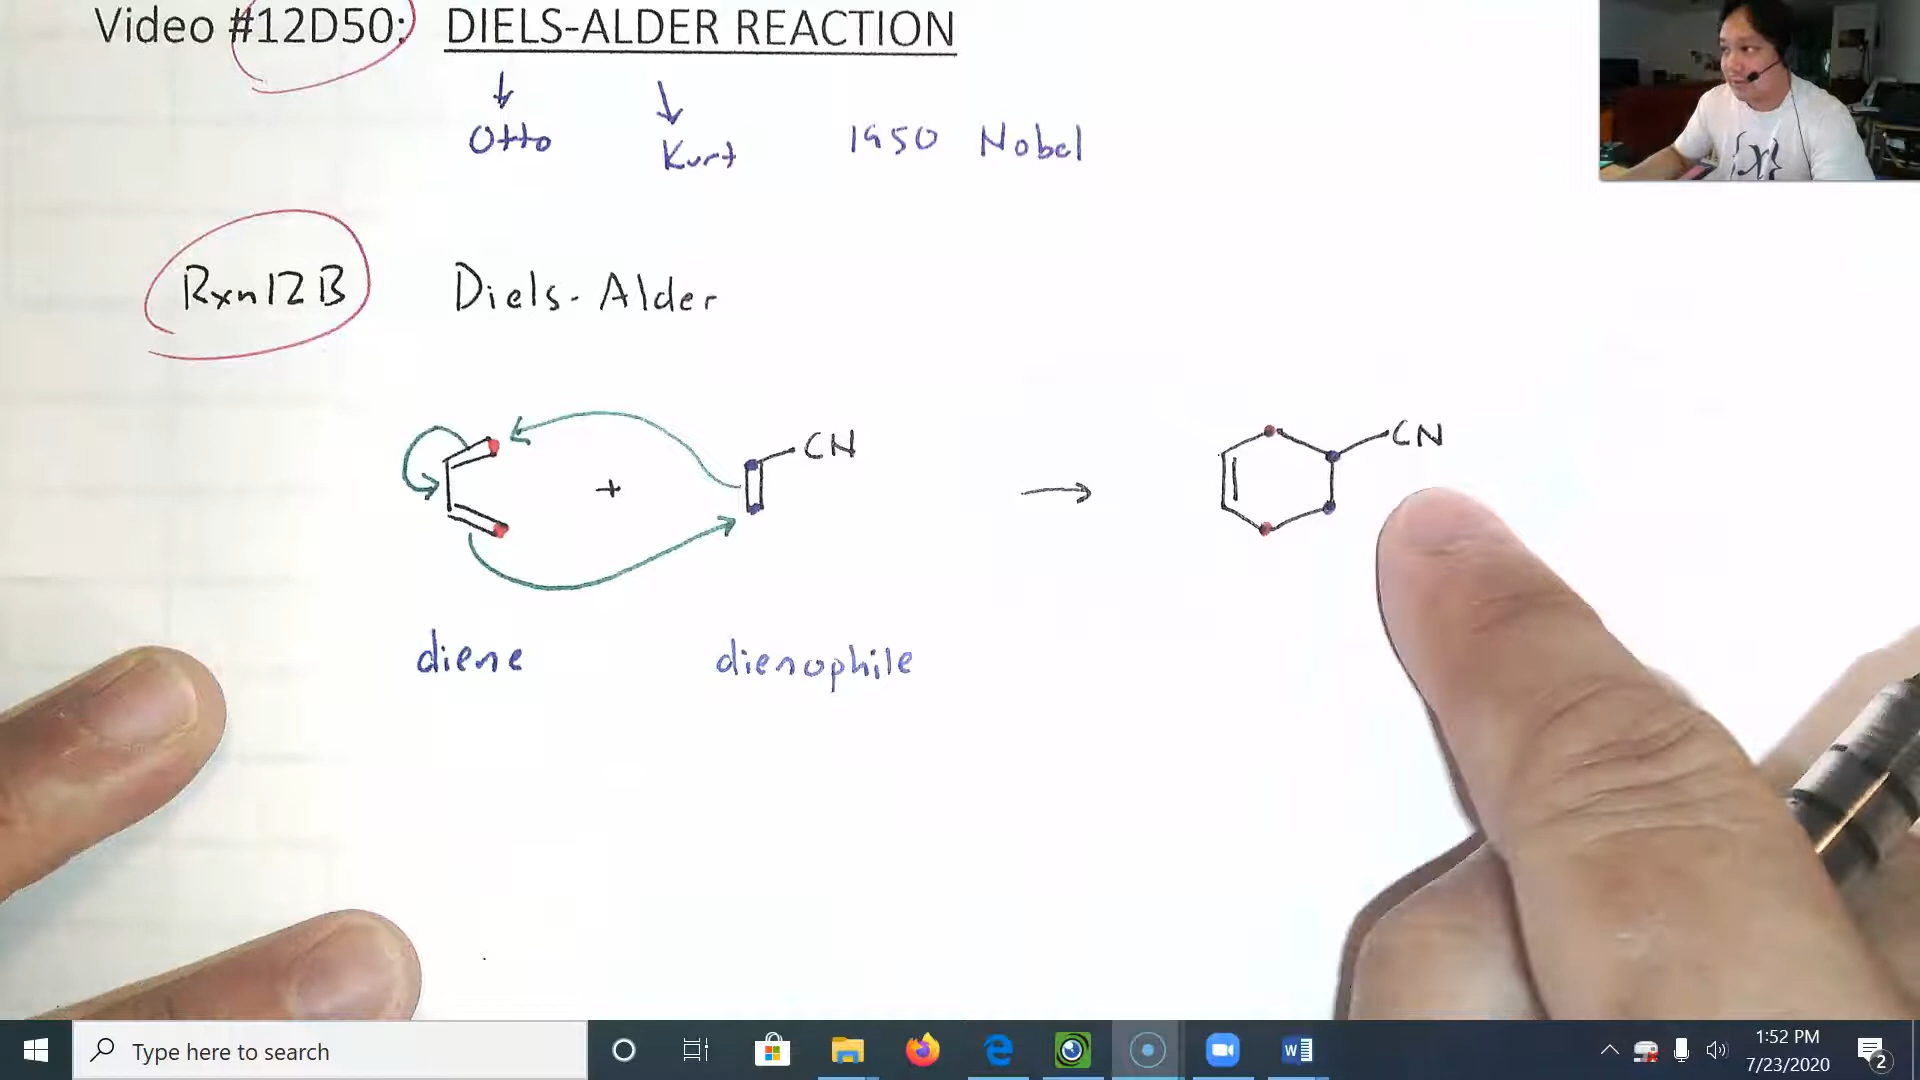 Video #12D50: DIELS-ALDER REACTION
Otto Kurt 1950 Nobel
Rxn12B Diels-Alder
+ CN → CN
diene dienophile
{x}
Type here to search
1:52 PM
7/23/2020
2